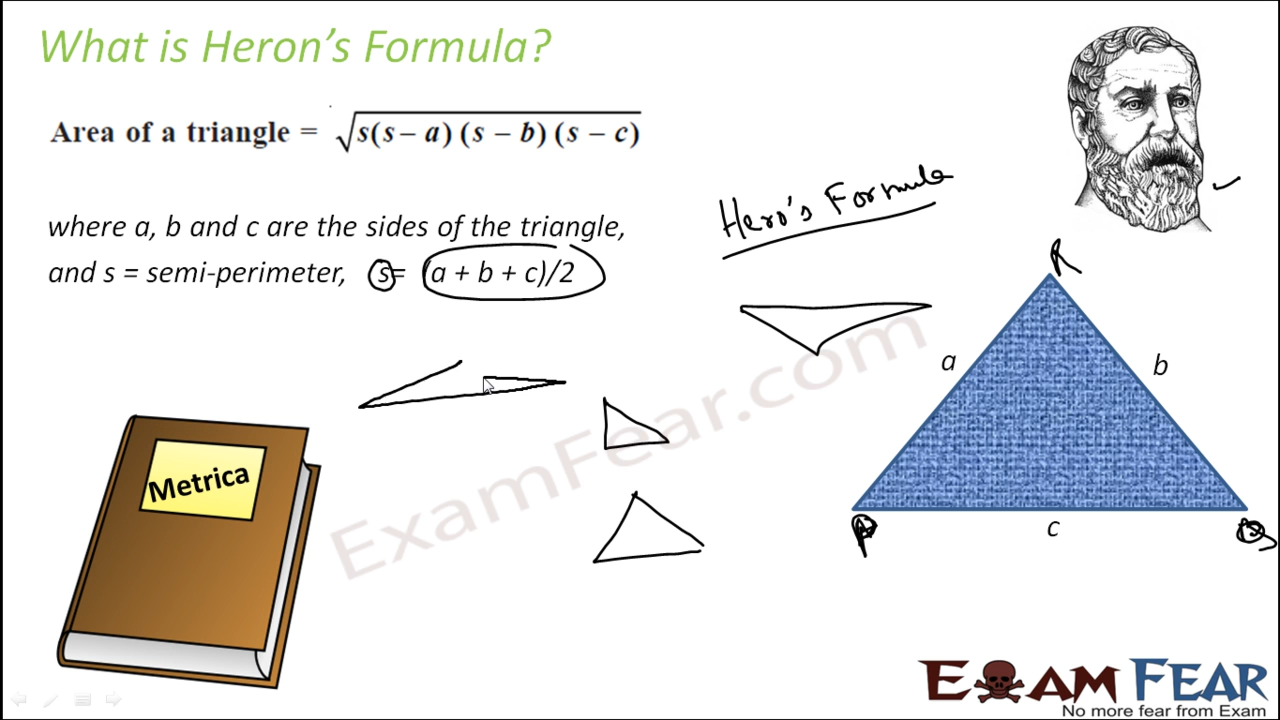 What is Heron's Formula?
Area of a triangle = √s(s – a) (s – b) (s – c)
Hero's Formula
where a, b and c are the sides of the triangle,
and s = semi-perimeter, s= (a + b + c)/2
R
a
b
Metrica
ExamFear.com
P
c
EXAM FEAR
No more fear from Exam